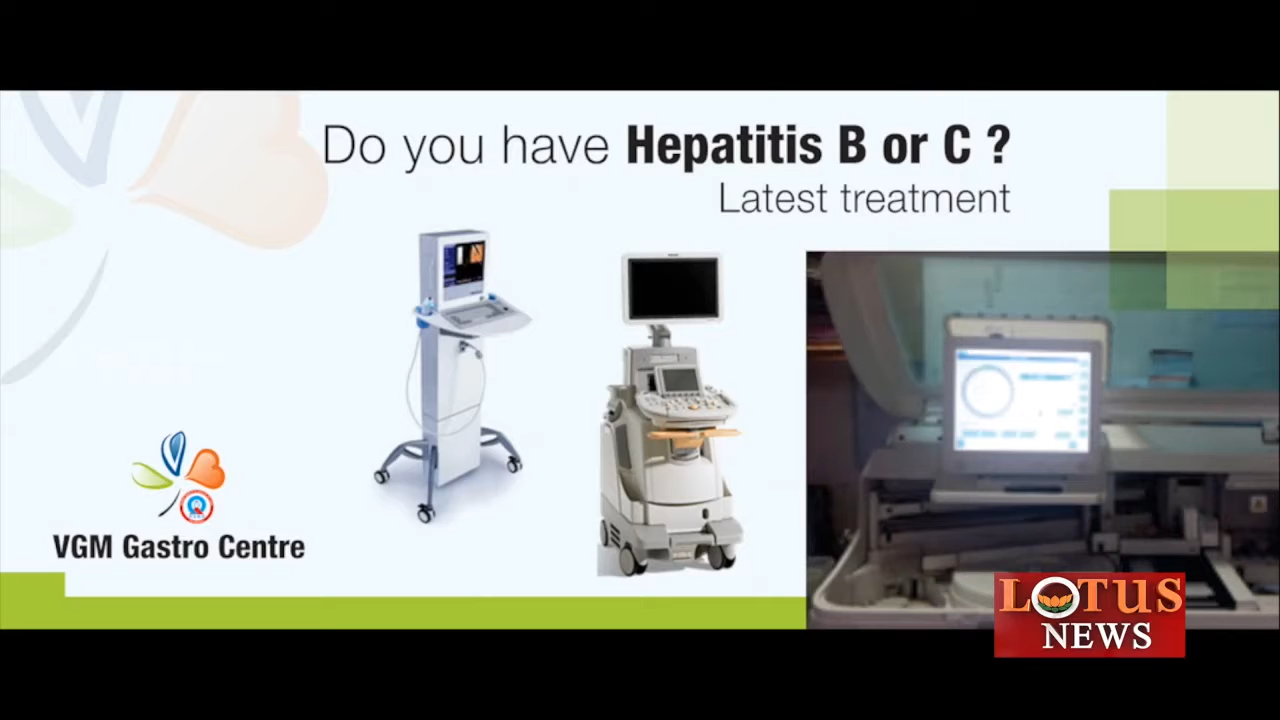 Do you have Hepatitis B or C ?
Latest treatment
VGM Gastro Centre
LOTUS
NEWS